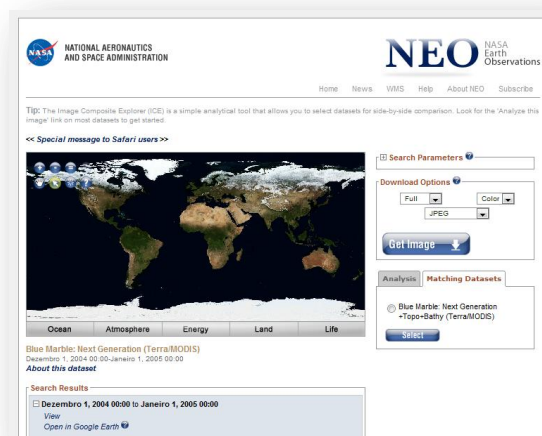 NASA
NATIONAL AERONAUTICS
AND SPACE ADMINISTRATION
NEO
NASA
Earth
Observations
Home News WMS Help About NEO Subscribe
Tip: The Image Composite Explorer (ICE) is a simple analytical tool that allows you to select datasets for side-by-side comparison. Look for the 'Analyze this
image' link on most datasets to get started.
<< Special message to Safari users >>
Search Parameters ?
Download Options ?
Full Color
JPEG
Get Image
Analysis Matching Datasets
Blue Marble: Next Generation
+Topo+Bathy (Terra/MODIS)
Select
Ocean Atmosphere Energy Land Life
Blue Marble: Next Generation (Terra/MODIS)
Dezembro 1, 2004 00:00-Janeiro 1, 2005 00:00
About this dataset
Search Results
Dezembro 1, 2004 00:00 to Janeiro 1, 2005 00:00
View
Open in Google Earth ?